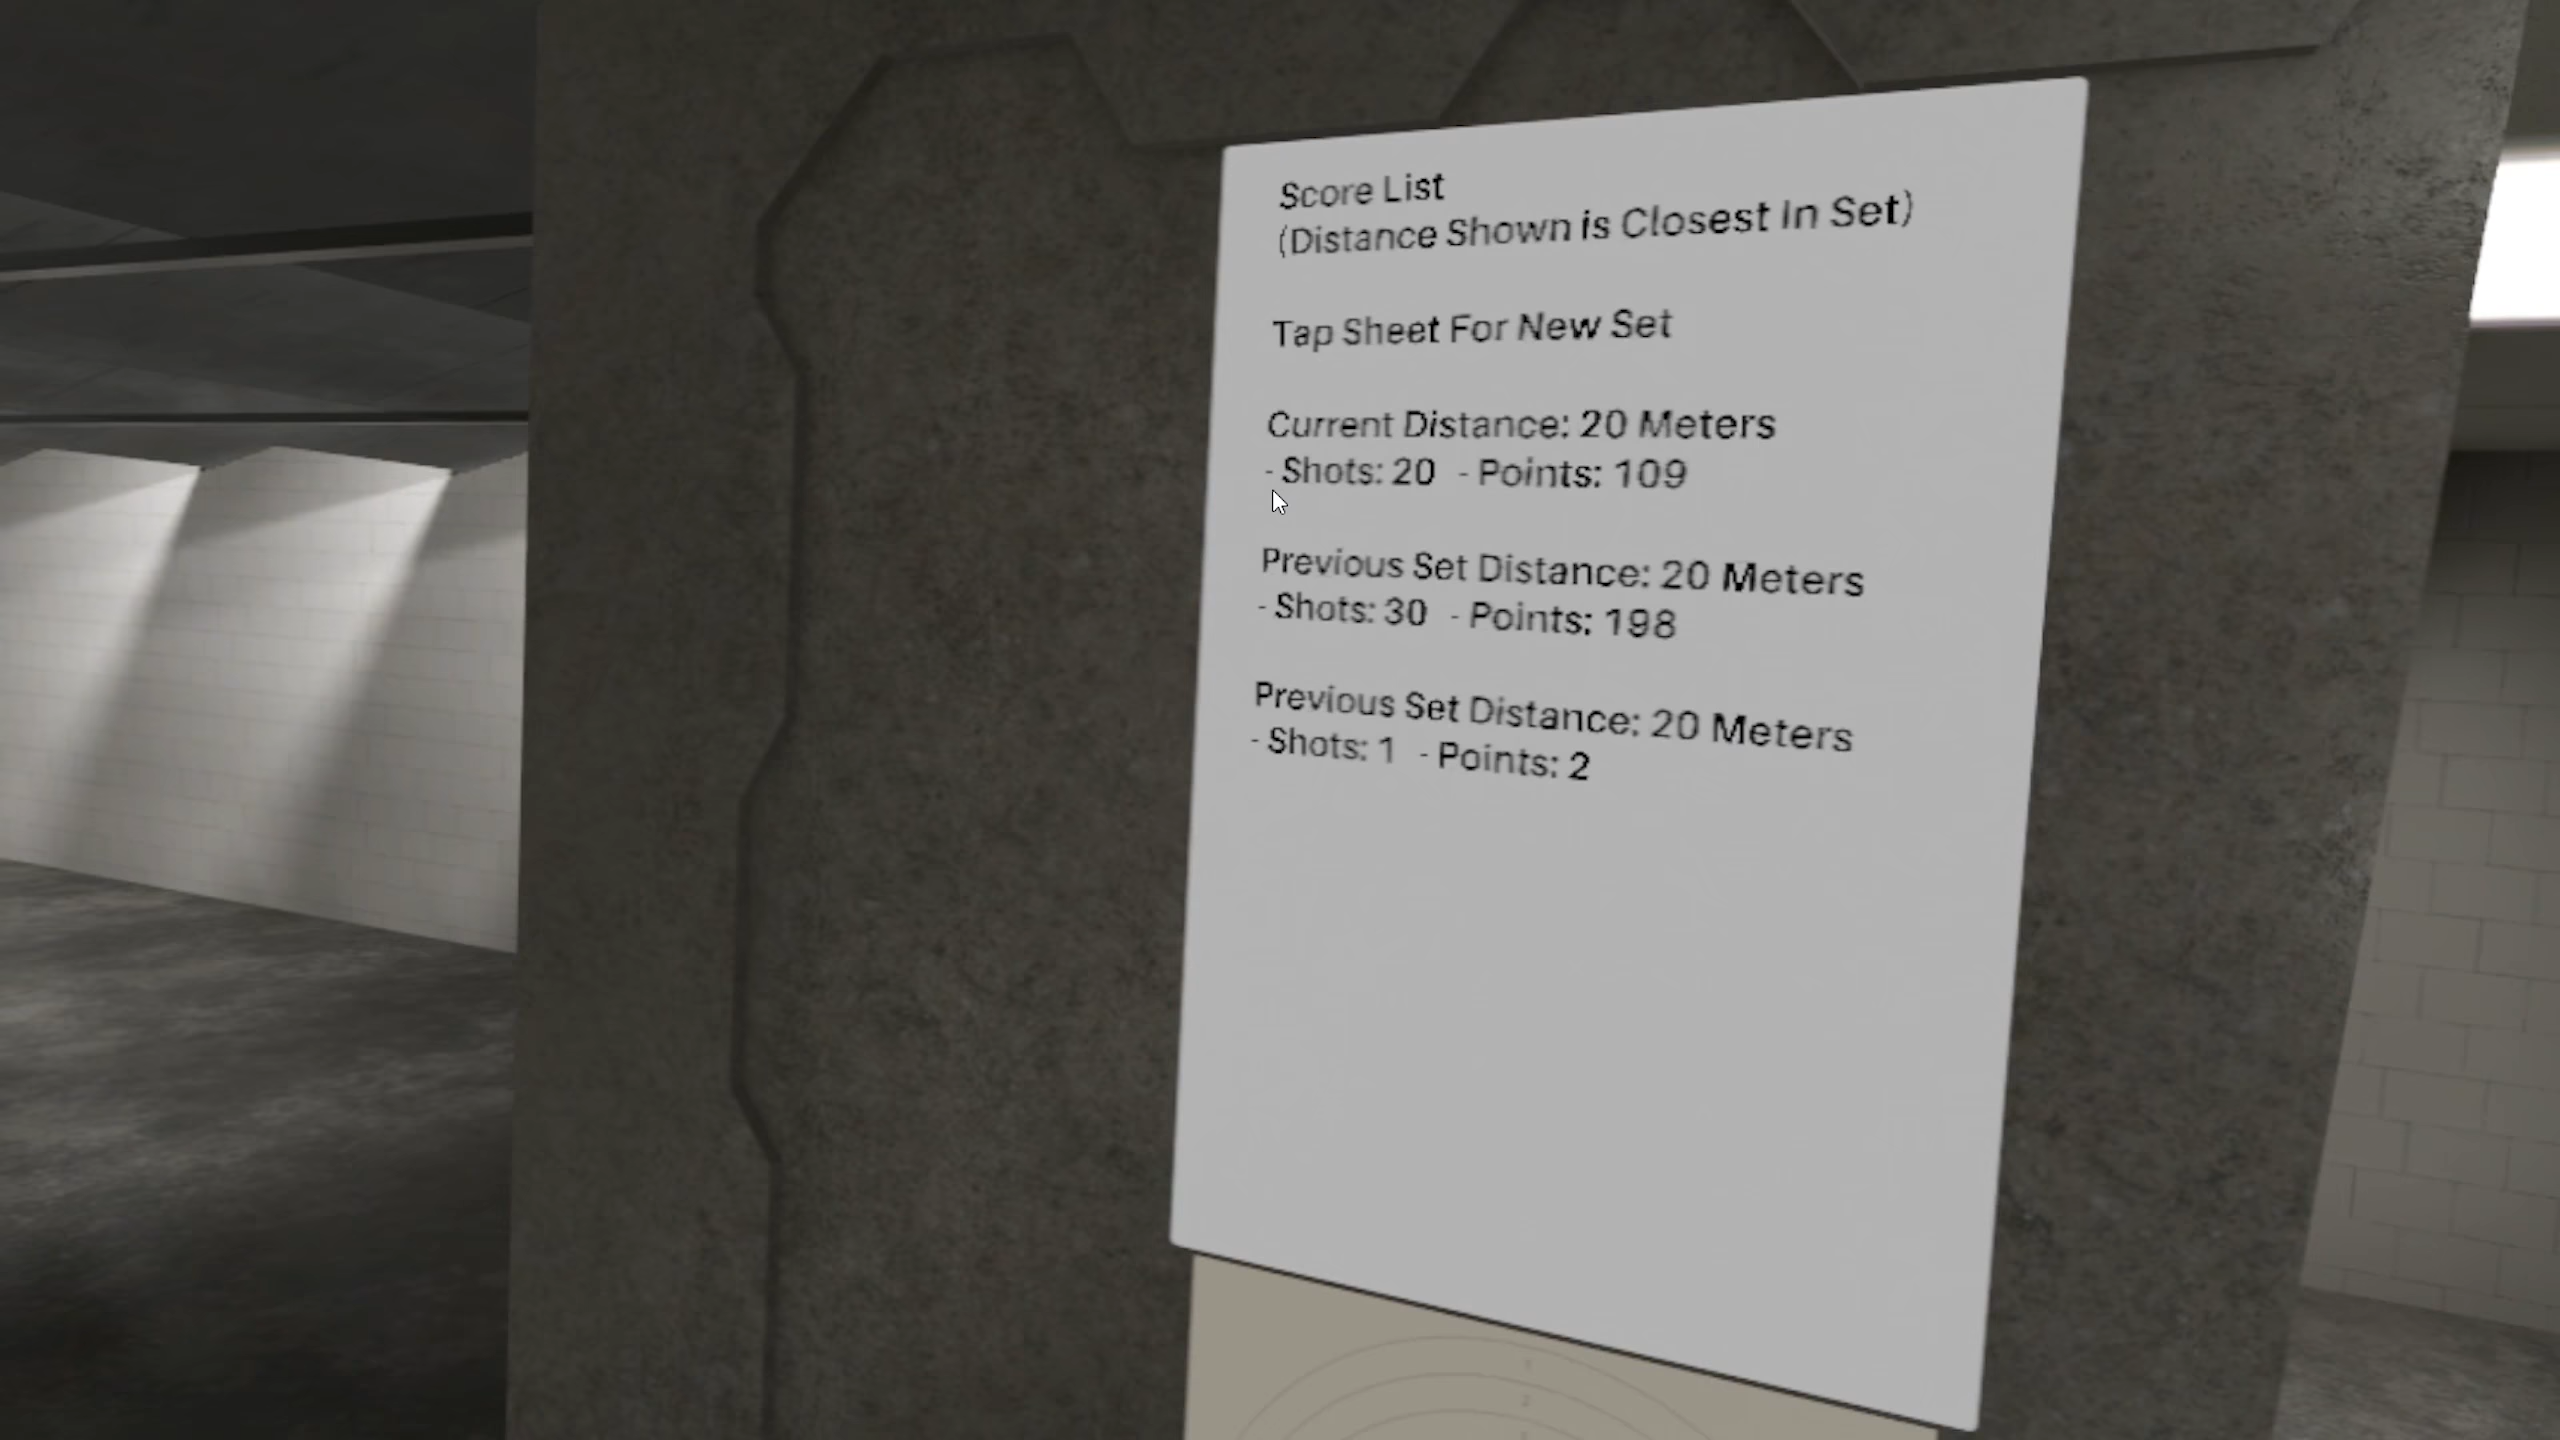 Score List
(Distance Shown is Closest In Set)
Tap Sheet For New Set
Current Distance: 20 Meters
- Shots: 20 - Points: 109
Previous Set Distance: 20 Meters
- Shots: 30 - Points: 198
Previous Set Distance: 20 Meters
- Shots: 1 - Points: 2
1
2